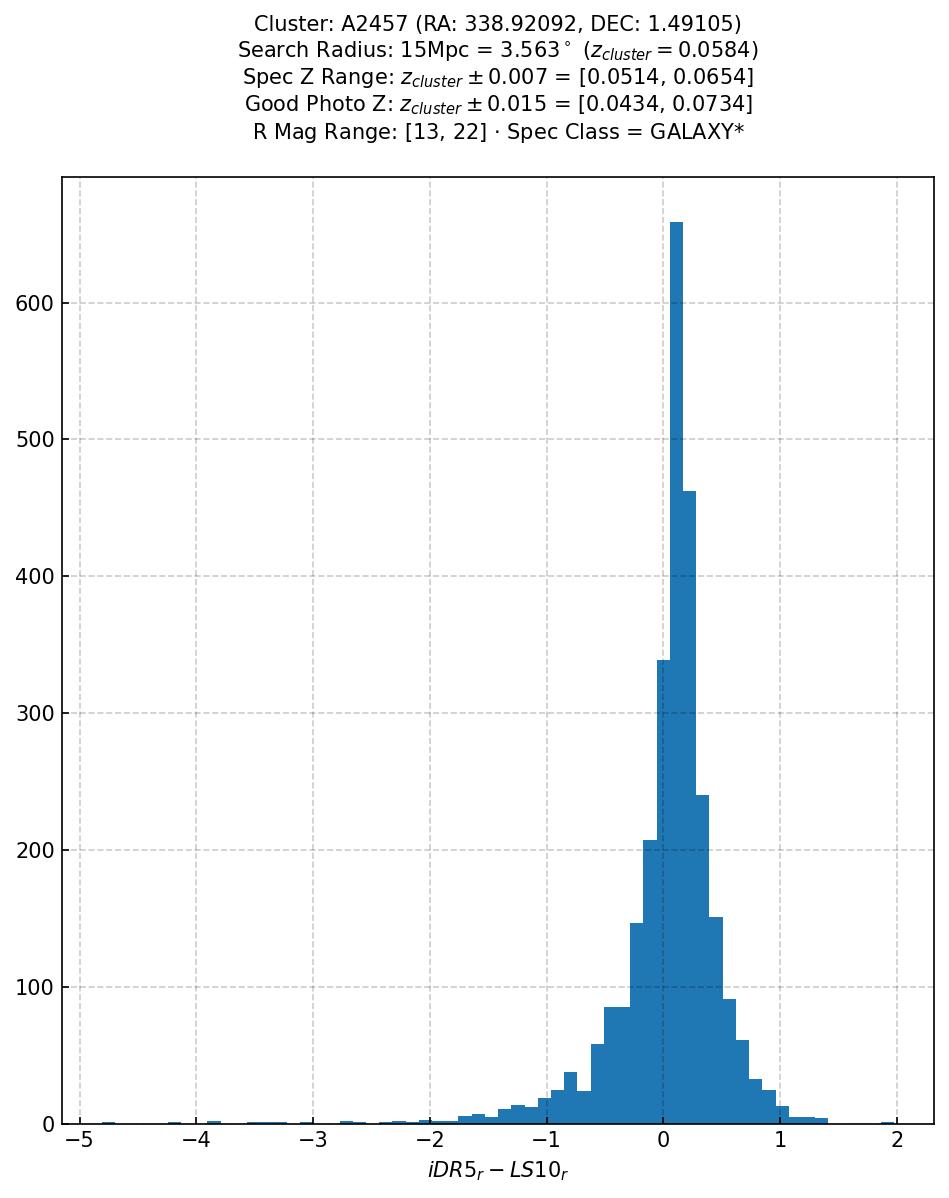 Cluster: A2457 (RA: 338.92092, DEC: 1.49105)
Search Radius: 15Mpc = 3.563° (z_cluster = 0.0584)
Spec Z Range: z_cluster ± 0.007 = [0.0514, 0.0654]
Good Photo Z: z_cluster ± 0.015 = [0.0434, 0.0734]
R Mag Range: [13, 22] · Spec Class = GALAXY*
600
500
400
300
200
100
0
−5 −4 −3 −2 −1 0 1 2
iDR5_r − LS10_r